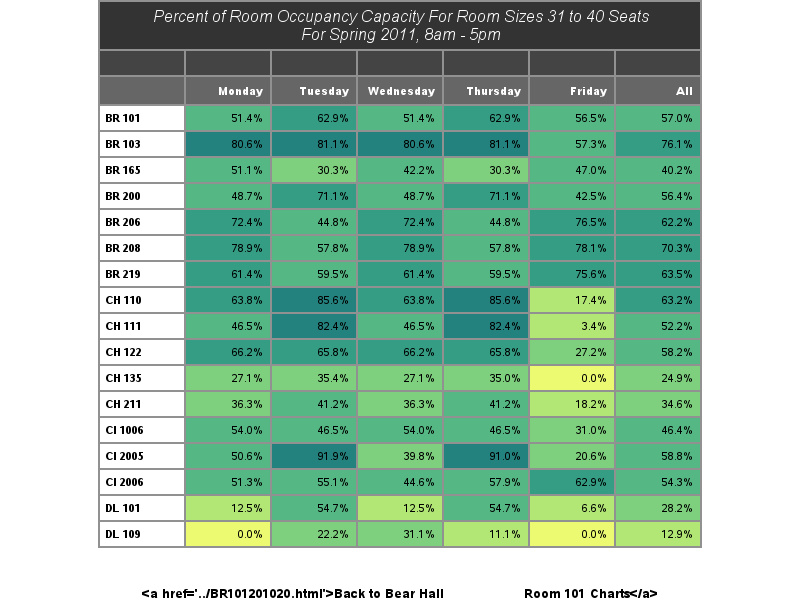 Percent of Room Occupancy Capacity For Room Sizes 31 to 40 Seats
For Spring 2011, 8am - 5pm
Monday Tuesday Wednesday Thursday Friday All
BR 101 51.4% 62.9% 51.4% 62.9% 56.5% 57.0%
BR 103 80.6% 81.1% 80.6% 81.1% 57.3% 76.1%
BR 165 51.1% 30.3% 42.2% 30.3% 47.0% 40.2%
BR 200 48.7% 71.1% 48.7% 71.1% 42.5% 56.4%
BR 206 72.4% 44.8% 72.4% 44.8% 76.5% 62.2%
BR 208 78.9% 57.8% 78.9% 57.8% 78.1% 70.3%
BR 219 61.4% 59.5% 61.4% 59.5% 75.6% 63.5%
CH 110 63.8% 85.6% 63.8% 85.6% 17.4% 63.2%
CH 111 46.5% 82.4% 46.5% 82.4% 3.4% 52.2%
CH 122 66.2% 65.8% 66.2% 65.8% 27.2% 58.2%
CH 135 27.1% 35.4% 27.1% 35.0% 0.0% 24.9%
CH 211 36.3% 41.2% 36.3% 41.2% 18.2% 34.6%
CI 1006 54.0% 46.5% 54.0% 46.5% 31.0% 46.4%
CI 2005 50.6% 91.9% 39.8% 91.0% 20.6% 58.8%
CI 2006 51.3% 55.1% 44.6% 57.9% 62.9% 54.3%
DL 101 12.5% 54.7% 12.5% 54.7% 6.6% 28.2%
DL 109 0.0% 22.2% 31.1% 11.1% 0.0% 12.9%
<a href='../BR101201020.html'>Back to Bear Hall Room 101 Charts</a>